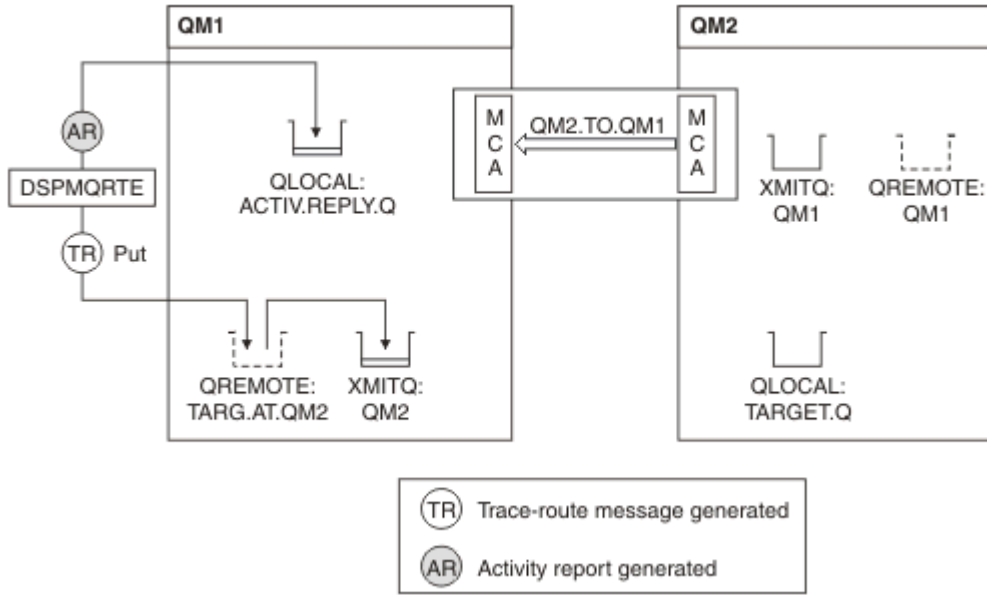 QM1
QM2
AR
DSPMQRTE
TR Put
QLOCAL:
ACTIV.REPLY.Q
M
C
A
QM2.TO.QM1
M
C
A
XMITQ:
QM1
QREMOTE:
QM1
QREMOTE:
TARG.AT.QM2
XMITQ:
QM2
QLOCAL:
TARGET.Q
TR Trace-route message generated
AR Activity report generated